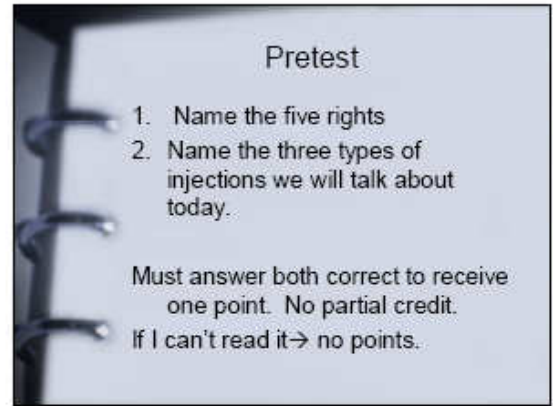 Pretest
1. Name the five rights
2. Name the three types of
injections we will talk about
today.
Must answer both correct to receive
one point. No partial credit.
If I can't read it→ no points.